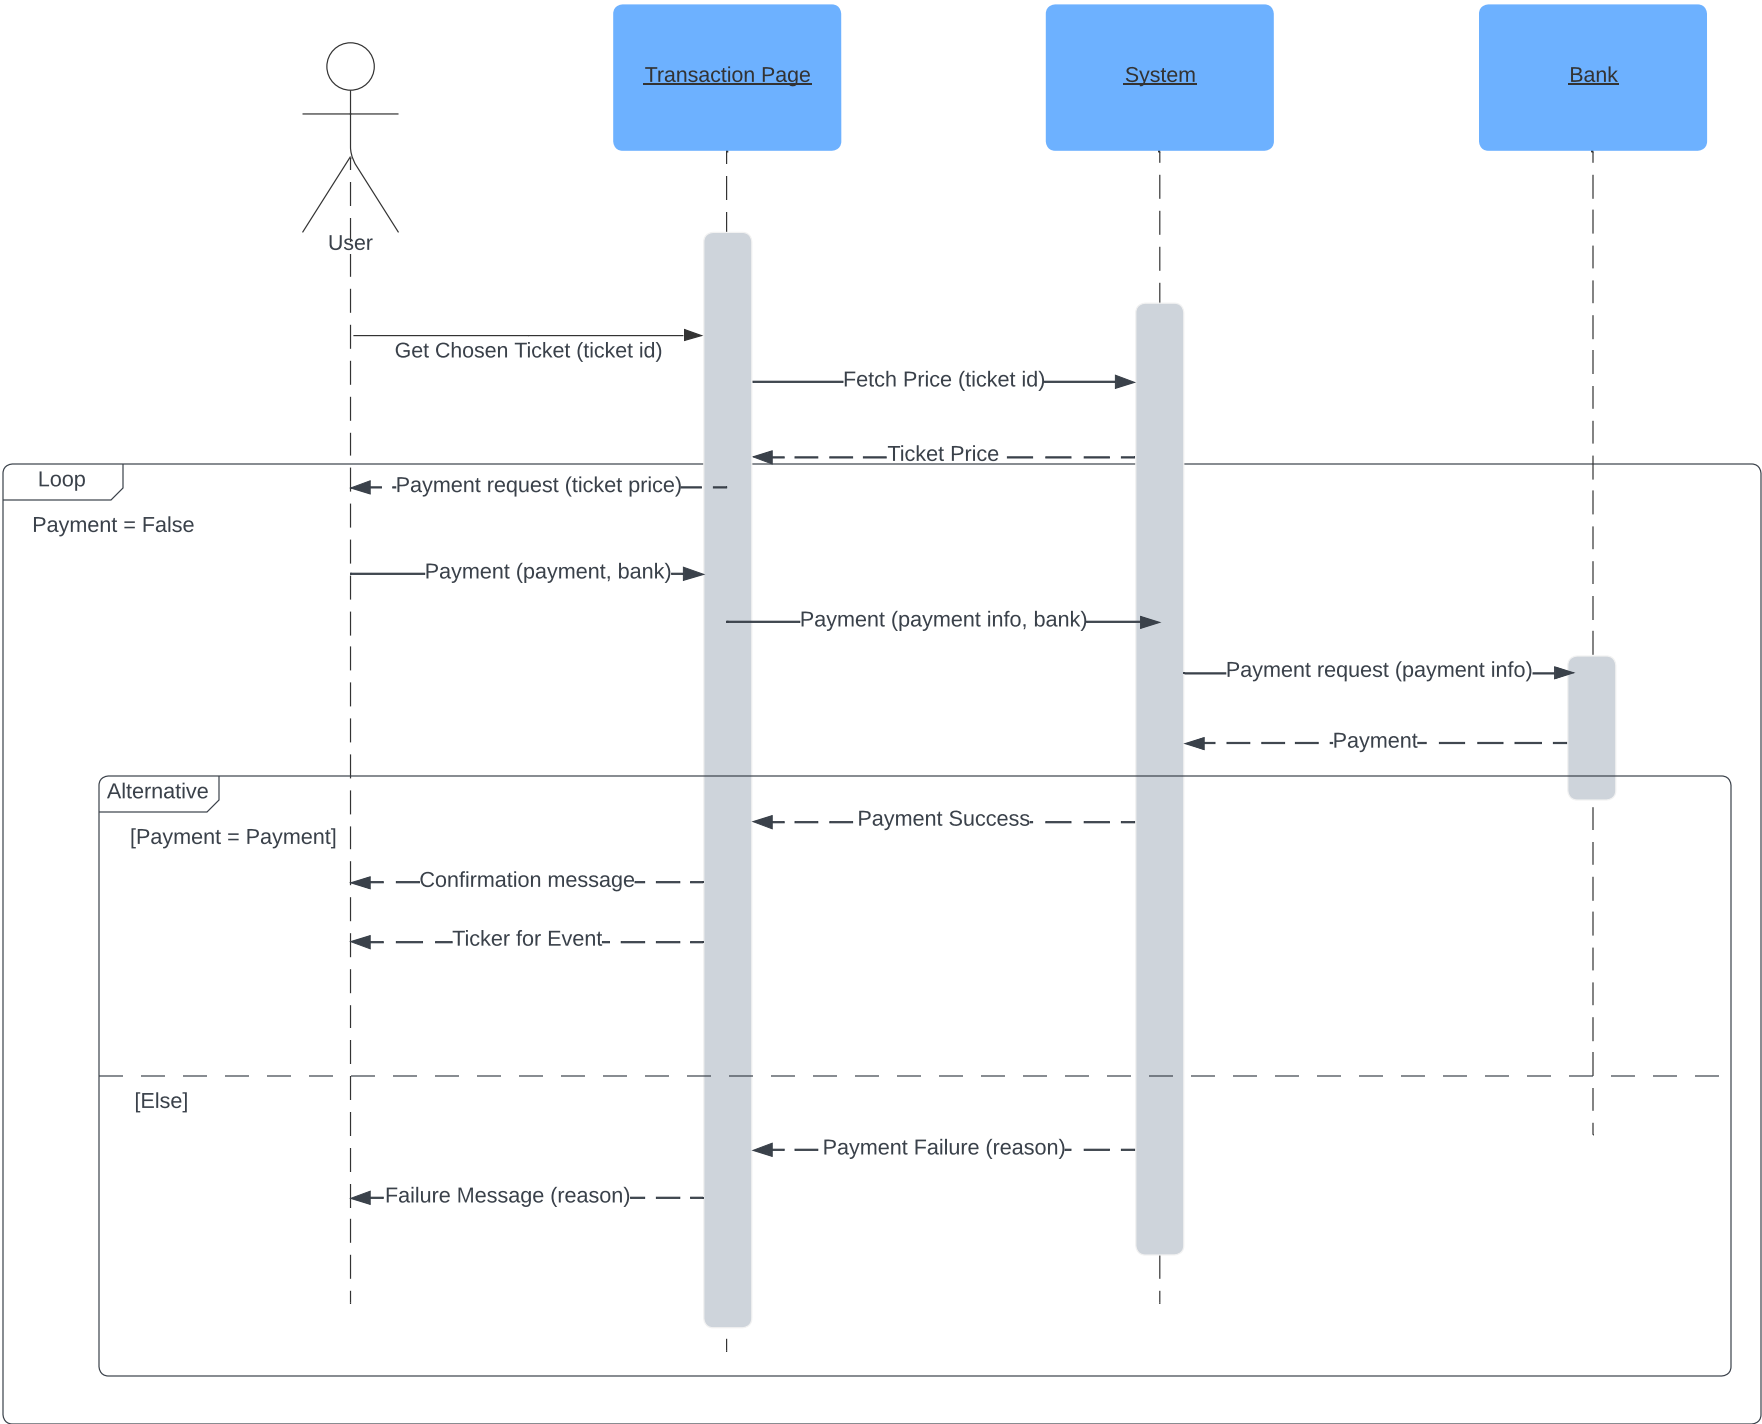 Transaction Page
System
Bank
User
Get Chosen Ticket (ticket id)
Fetch Price (ticket id)
Ticket Price
Loop
Payment request (ticket price)
Payment = False
Payment (payment, bank)
Payment (payment info, bank)
Payment request (payment info)
Payment
Alternative
Payment Success
[Payment = Payment]
Confirmation message
Ticker for Event
[Else]
Payment Failure (reason)
Failure Message (reason)